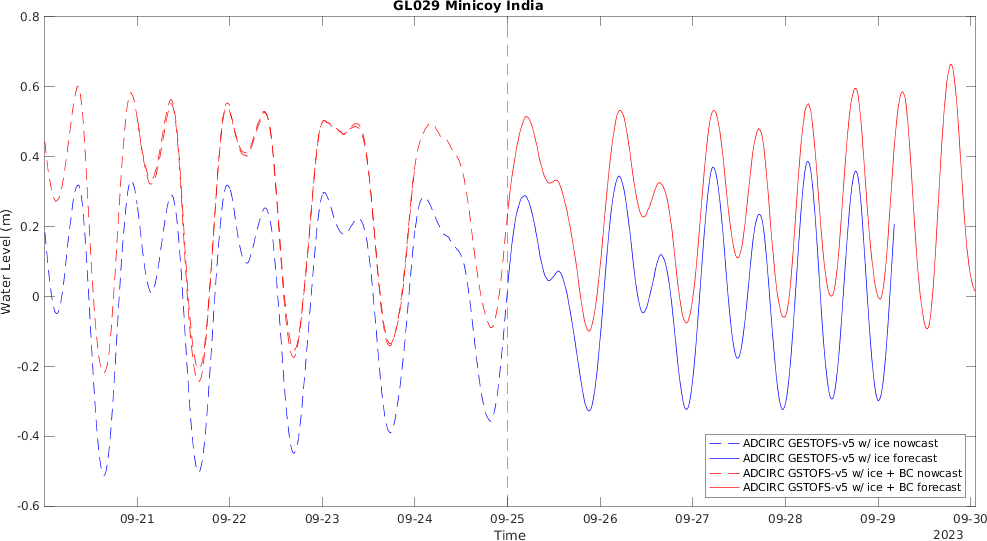 GL029 Minicoy India
0.8
0.6
0.4
0.2
0
-0.2
-0.4
-0.6
Water Level (m)
ADCIRC GESTOFS-v5 w/ ice nowcast
ADCIRC GESTOFS-v5 w/ ice forecast
ADCIRC GSTOFS-v5 w/ ice + BC nowcast
ADCIRC GSTOFS-v5 w/ ice + BC forecast
09-21 09-22 09-23 09-24 09-25 09-26 09-27 09-28 09-29 09-30
Time
2023